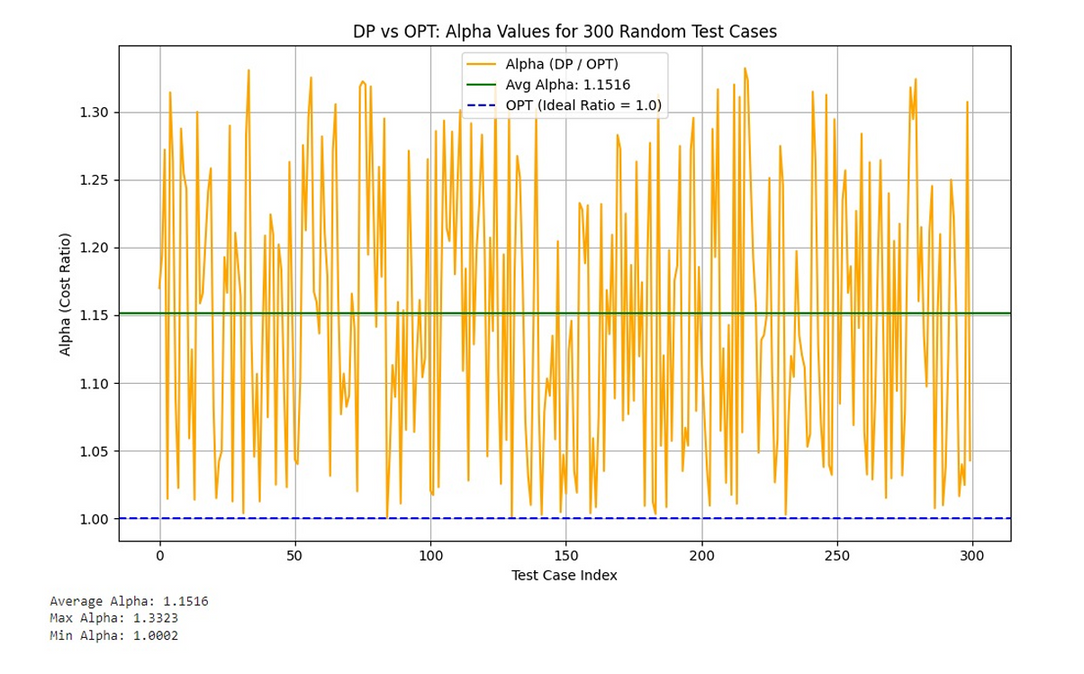 DP vs OPT: Alpha Values for 300 Random Test Cases
Alpha (DP / OPT)
Avg Alpha: 1.1516
OPT (Ideal Ratio = 1.0)
Alpha (Cost Ratio)
1.30
1.25
1.20
1.15
1.10
1.05
1.00
0 50 100 150 200 250 300
Test Case Index
Average Alpha: 1.1516
Max Alpha: 1.3323
Min Alpha: 1.0002